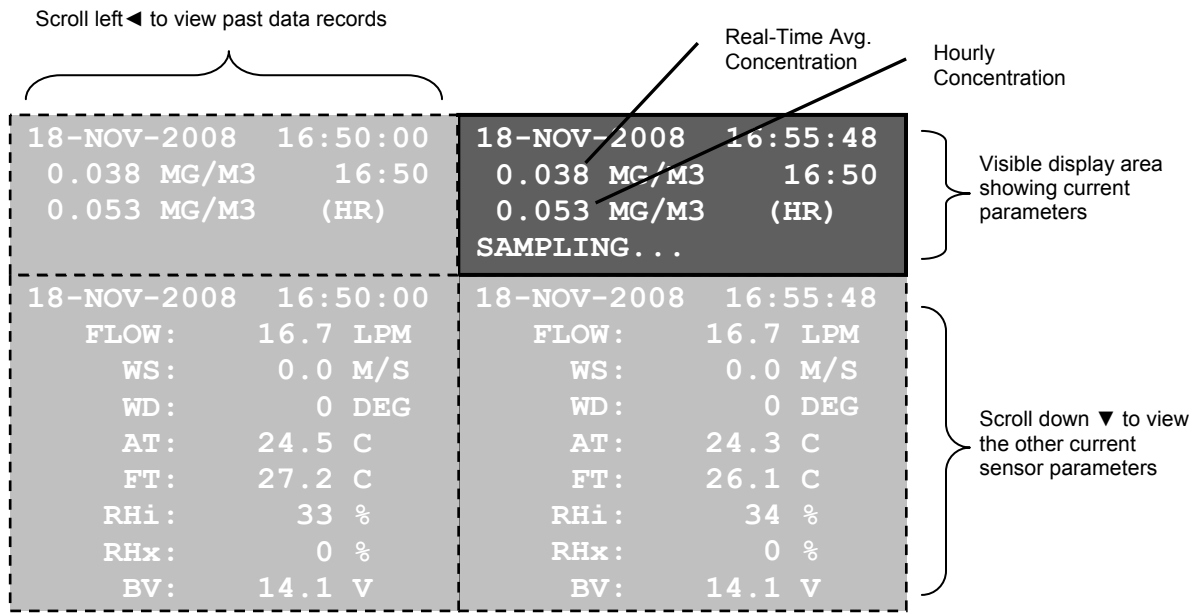 Scroll left◄ to view past data records
Real-Time Avg.
Concentration
Hourly
Concentration
18-NOV-2008 16:50:00
0.038 MG/M3 16:50
0.053 MG/M3 (HR)
18-NOV-2008 16:55:48
0.038 MG/M3 16:50
0.053 MG/M3 (HR)
SAMPLING...
Visible display area
showing current
parameters
18-NOV-2008 16:50:00
FLOW: 16.7 LPM
WS: 0.0 M/S
WD: 0 DEG
AT: 24.5 C
FT: 27.2 C
RHi: 33 %
RHx: 0 %
BV: 14.1 V
18-NOV-2008 16:55:48
FLOW: 16.7 LPM
WS: 0.0 M/S
WD: 0 DEG
AT: 24.3 C
FT: 26.1 C
RHi: 34 %
RHx: 0 %
BV: 14.1 V
Scroll down ▼ to view
the other current
sensor parameters